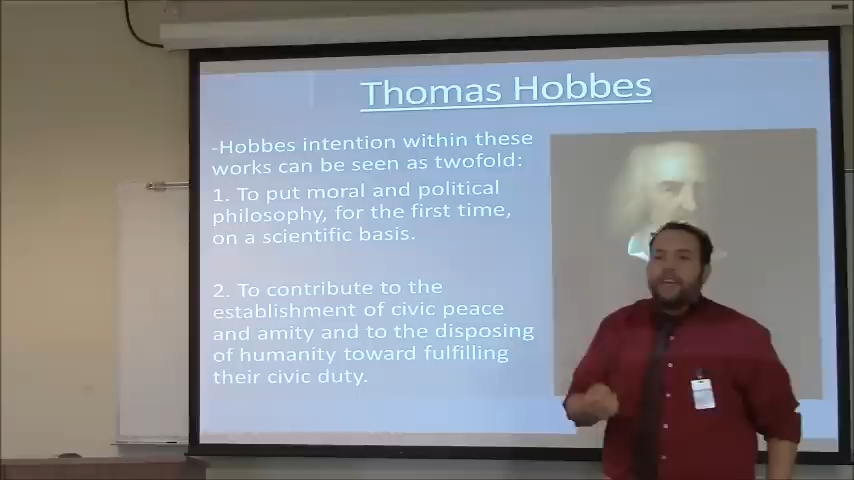 Thomas Hobbes
-Hobbes intention within these
works can be seen as twofold:
1. To put moral and political
philosophy, for the first time,
on a scientific basis.
2. To contribute to the
establishment of civic peace
and amity and to the disposing
of humanity toward fulfilling
their civic duty.